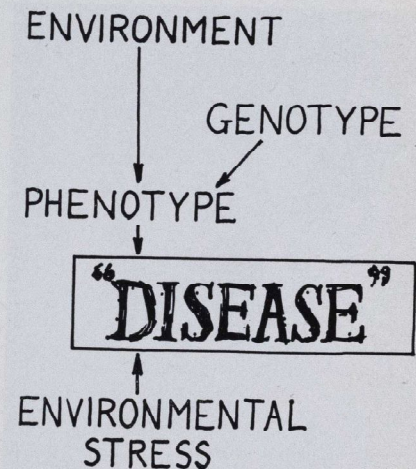 ENVIRONMENT
GENOTYPE
PHENOTYPE
“DISEASE”
ENVIRONMENTAL
STRESS